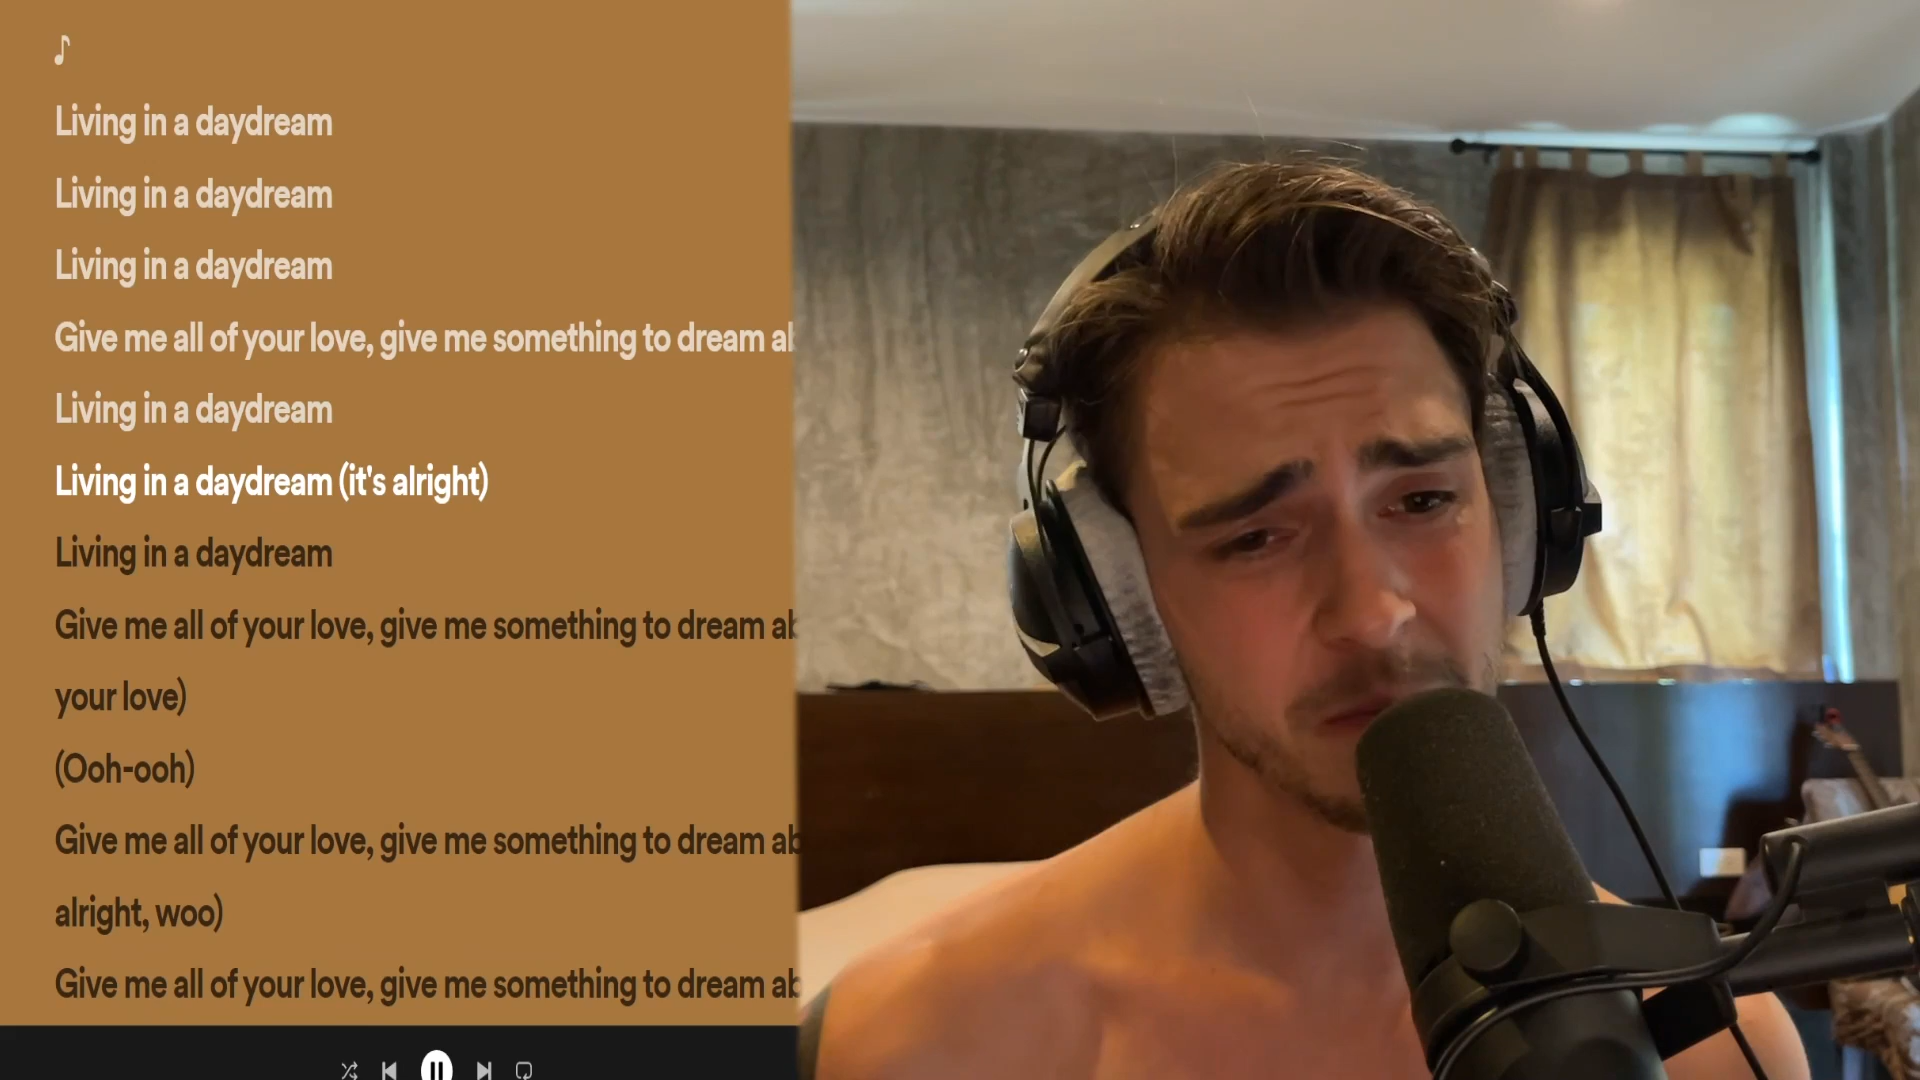 Living in a daydream
Living in a daydream
Living in a daydream
Give me all of your love, give me something to dream
Living in a daydream
Living in a daydream (it's alright)
Living in a daydream
Give me all of your love, give me something to dream
your love)
(Ooh-ooh)
Give me all of your love, give me something to dream
alright, woo)
Give me all of your love, give me something to dream